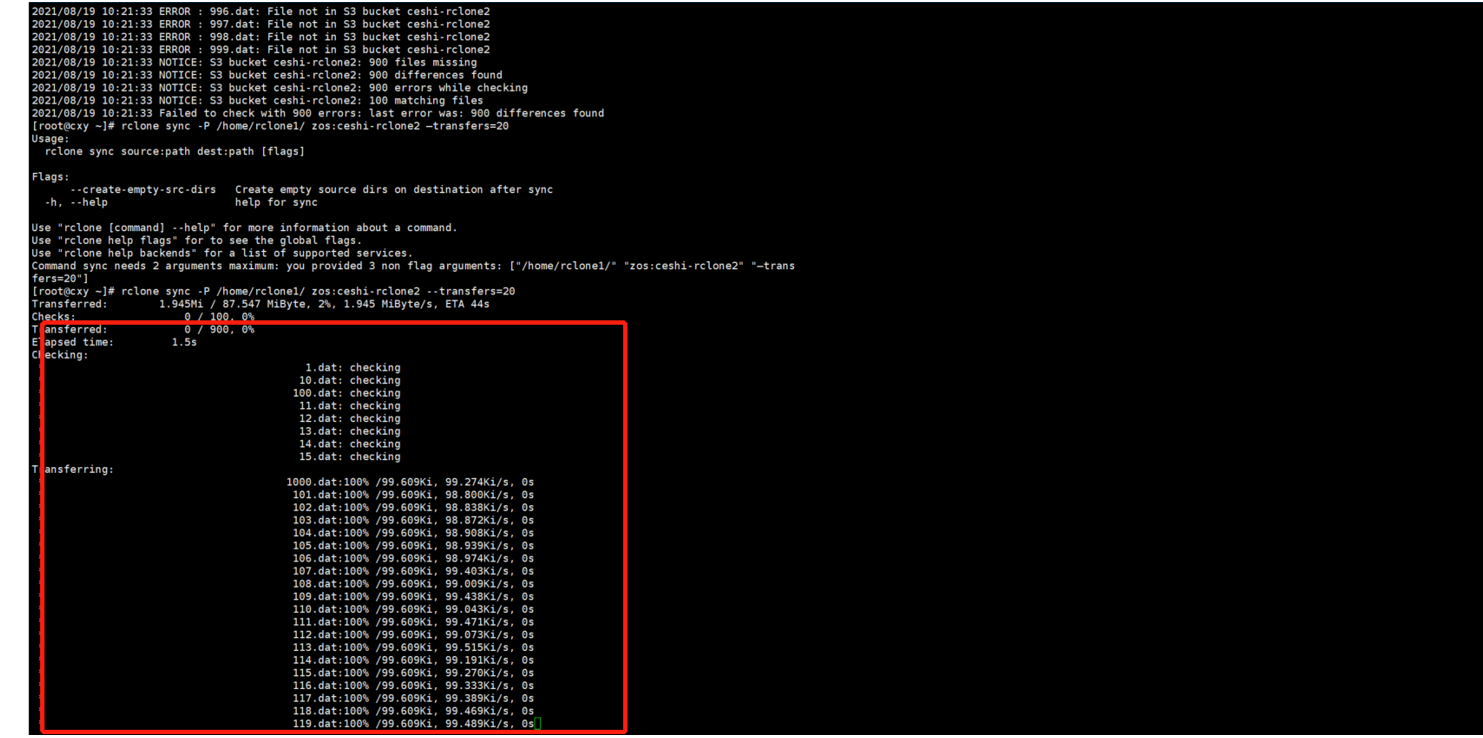 2021/08/19 10:21:33 ERROR : 996.dat: File not in S3 bucket ceshi-rclone2
2021/08/19 10:21:33 ERROR : 997.dat: File not in S3 bucket ceshi-rclone2
2021/08/19 10:21:33 ERROR : 998.dat: File not in S3 bucket ceshi-rclone2
2021/08/19 10:21:33 ERROR : 999.dat: File not in S3 bucket ceshi-rclone2
2021/08/19 10:21:33 NOTICE: S3 bucket ceshi-rclone2: 900 files missing
2021/08/19 10:21:33 NOTICE: S3 bucket ceshi-rclone2: 900 differences found
2021/08/19 10:21:33 NOTICE: S3 bucket ceshi-rclone2: 900 errors while checking
2021/08/19 10:21:33 NOTICE: S3 bucket ceshi-rclone2: 100 matching files
2021/08/19 10:21:33 Failed to check with 900 errors: last error was: 900 differences found
[root@cxy ~]# rclone sync -P /home/rclone1/ zos:ceshi-rclone2 —transfers=20
Usage:
  rclone sync source:path dest:path [flags]

Flags:
      --create-empty-src-dirs   Create empty source dirs on destination after sync
  -h, --help                    help for sync

Use "rclone [command] --help" for more information about a command.
Use "rclone help flags" for to see the global flags.
Use "rclone help backends" for a list of supported services.
Command sync needs 2 arguments maximum: you provided 3 non flag arguments: ["/home/rclone1/" "zos:ceshi-rclone2" "—trans
fers=20"]
[root@cxy ~]# rclone sync -P /home/rclone1/ zos:ceshi-rclone2 --transfers=20
Transferred:        1.945Mi / 87.547 MiByte, 2%, 1.945 MiByte/s, ETA 44s
Checks:                 0 / 100, 0%
Transferred:            0 / 900, 0%
Elapsed time:         1.5s
Checking:
* 1.dat: checking
* 10.dat: checking
* 100.dat: checking
* 11.dat: checking
* 12.dat: checking
* 13.dat: checking
* 14.dat: checking
* 15.dat: checking
Transferring:
* 1000.dat:100% /99.609Ki, 99.274Ki/s, 0s
* 101.dat:100% /99.609Ki, 98.800Ki/s, 0s
* 102.dat:100% /99.609Ki, 98.838Ki/s, 0s
* 103.dat:100% /99.609Ki, 98.872Ki/s, 0s
* 104.dat:100% /99.609Ki, 98.908Ki/s, 0s
* 105.dat:100% /99.609Ki, 98.939Ki/s, 0s
* 106.dat:100% /99.609Ki, 98.974Ki/s, 0s
* 107.dat:100% /99.609Ki, 99.403Ki/s, 0s
* 108.dat:100% /99.609Ki, 99.009Ki/s, 0s
* 109.dat:100% /99.609Ki, 99.438Ki/s, 0s
* 110.dat:100% /99.609Ki, 99.043Ki/s, 0s
* 111.dat:100% /99.609Ki, 99.471Ki/s, 0s
* 112.dat:100% /99.609Ki, 99.073Ki/s, 0s
* 113.dat:100% /99.609Ki, 99.515Ki/s, 0s
* 114.dat:100% /99.609Ki, 99.191Ki/s, 0s
* 115.dat:100% /99.609Ki, 99.270Ki/s, 0s
* 116.dat:100% /99.609Ki, 99.333Ki/s, 0s
* 117.dat:100% /99.609Ki, 99.389Ki/s, 0s
* 118.dat:100% /99.609Ki, 99.469Ki/s, 0s
* 119.dat:100% /99.609Ki, 99.489Ki/s, 0s